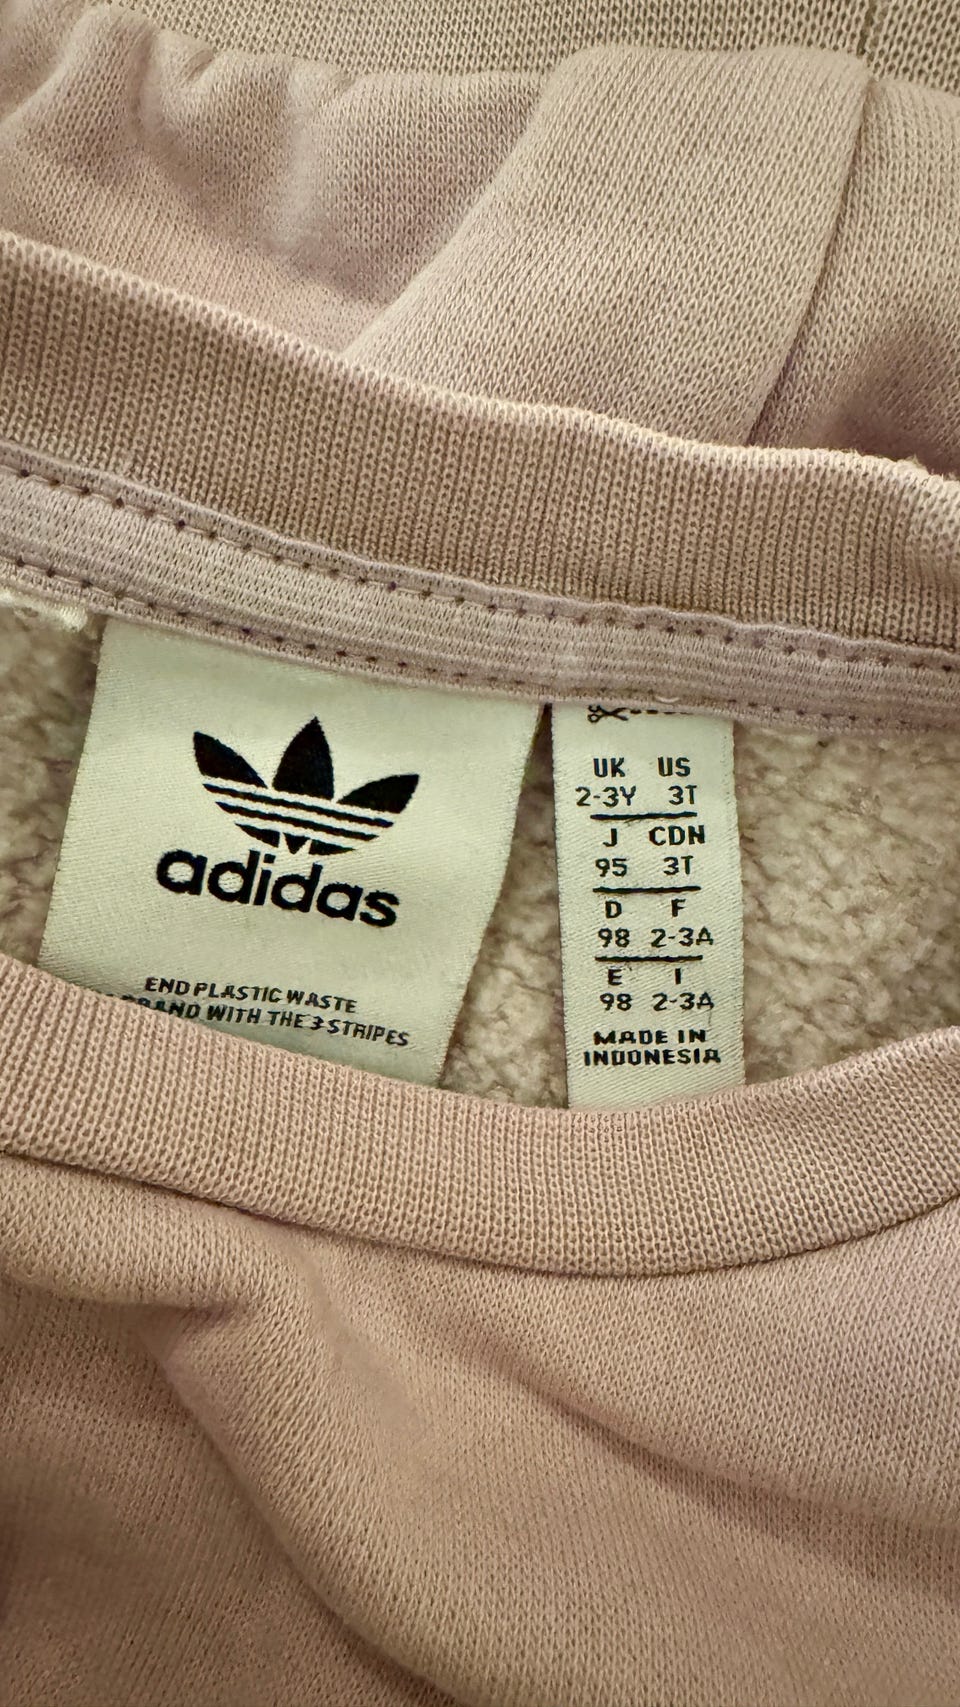 adidas
END PLASTIC WASTE
BRAND WITH THE 3 STRIPES
UK US
2-3Y 3T
J CDN
95 3T
D F
98 2-3A
E I
98 2-3A
MADE IN
INDONESIA